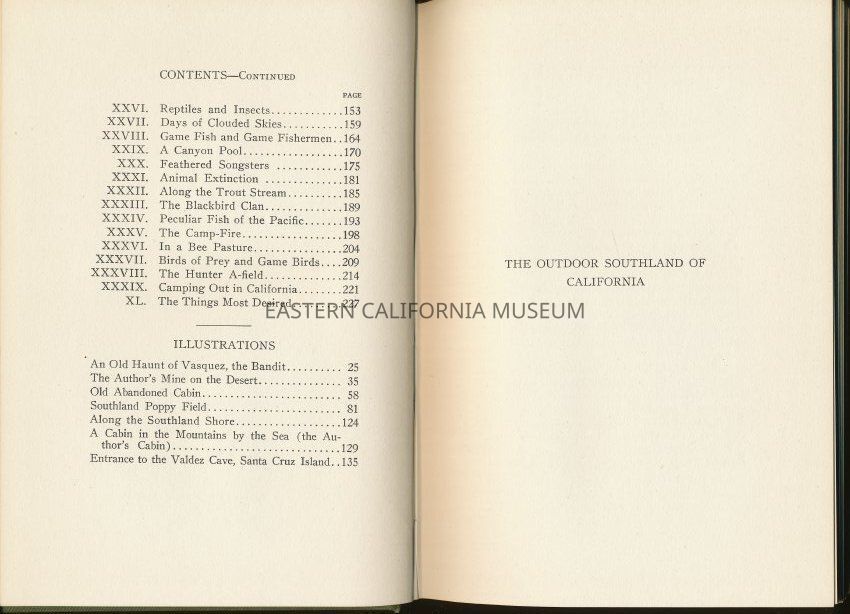 CONTENTS—CONTINUED
PAGE
XXVI. Reptiles and Insects.............153
XXVII. Days of Clouded Skies...........159
XXVIII. Game Fish and Game Fishermen..164
XXIX. A Canyon Pool..................170
XXX. Feathered Songsters ............175
XXXI. Animal Extinction ..............181
XXXII. Along the Trout Stream..........185
XXXIII. The Blackbird Clan..............189
XXXIV. Peculiar Fish of the Pacific.......193
XXXV. The Camp-Fire..................198
XXXVI. In a Bee Pasture................204
XXXVII. Birds of Prey and Game Birds....209
XXXVIII. The Hunter A-field..............214
XXXIX. Camping Out in California........221
XL. The Things Most Desired.........227
EASTERN CALIFORNIA MUSEUM
ILLUSTRATIONS
An Old Haunt of Vasquez, the Bandit.......... 25
The Author's Mine on the Desert............... 35
Old Abandoned Cabin......................... 58
Southland Poppy Field........................ 81
Along the Southland Shore...................124
A Cabin in the Mountains by the Sea (the Au-
thor's Cabin)..............................129
Entrance to the Valdez Cave, Santa Cruz Island..135
THE OUTDOOR SOUTHLAND OF
CALIFORNIA